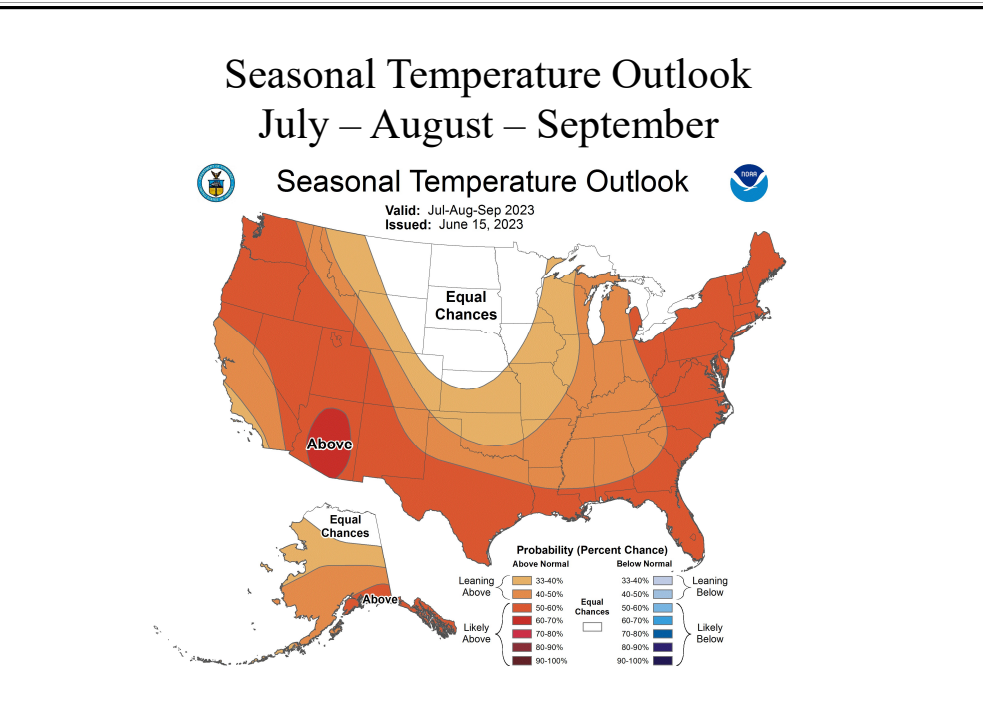 Seasonal Temperature Outlook
July – August – September
Seasonal Temperature Outlook
NOAA
Valid: Jul-Aug-Sep 2023
Issued: June 15, 2023
Equal
Chances
Above
Equal
Chances
Above
Probability (Percent Chance)
Above Normal
Below Normal
Leaning
Above
33-40%
40-50%
Likely
Above
50-60%
60-70%
70-80%
80-90%
90-100%
Equal
Chances
33-40%
40-50%
Leaning
Below
50-60%
60-70%
70-80%
80-90%
90-100%
Likely
Below